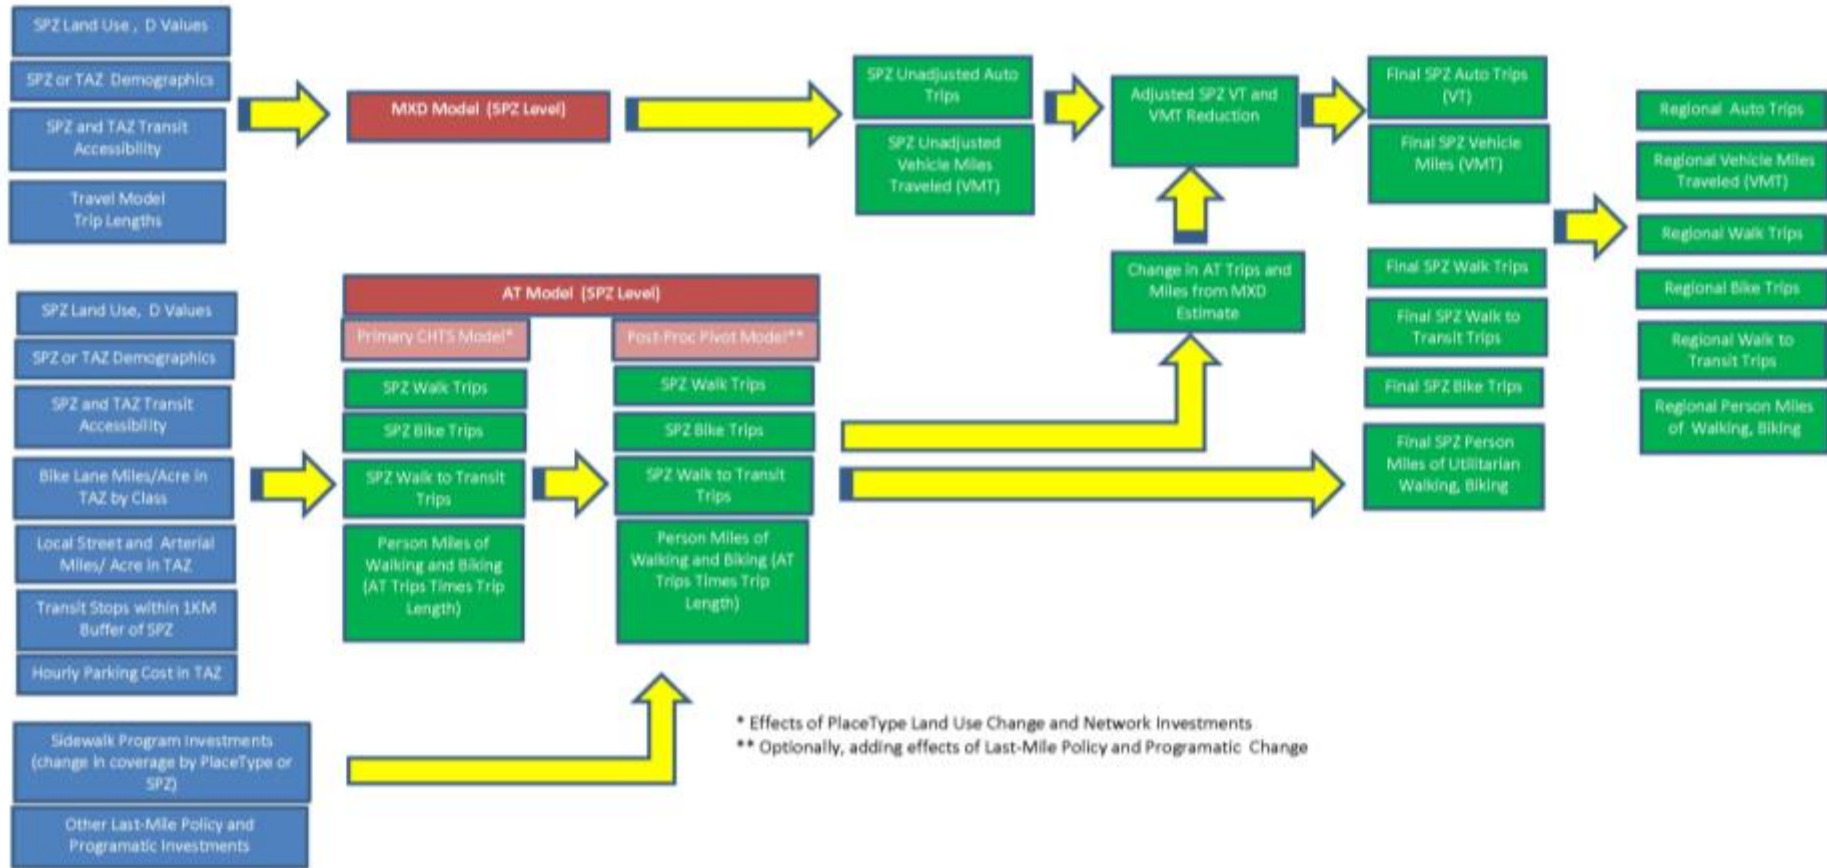 SPZ Land Use , D Values
SPZ or TAZ Demographics
SPZ and TAZ Transit
Accessibility
Travel Model
Trip Lengths
MXD Model (SPZ Level)
SPZ Unadjusted Auto
Trips
SPZ Unadjusted
Vehicle Miles
Traveled (VMT)
Adjusted SPZ VT and
VMT Reduction
Final SPZ Auto Trips
(VT)
Final SPZ Vehicle
Miles (VMT)
Regional Auto Trips
Regional Vehicle Miles
Traveled (VMT)
Regional Walk Trips
Regional Bike Trips
Regional Walk to
Transit Trips
Regional Person Miles
of Walking, Biking
Change in AT Trips and
Miles from MXD
Estimate
Final SPZ Walk Trips
Final SPZ Walk to
Transit Trips
Final SPZ Bike Trips
Final SPZ Person
Miles of Utilitarian
Walking, Biking
SPZ Land Use, D Values
SPZ or TAZ Demographics
SPZ and TAZ Transit
Accessibility
Bike Lane Miles/Acre in
TAZ by Class
Local Street and Arterial
Miles/ Acre in TAZ
Transit Stops within 1KM
Buffer of SPZ
Hourly Parking Cost in TAZ
AT Model (SPZ Level)
Primary CHTS Model*
SPZ Walk Trips
SPZ Bike Trips
SPZ Walk to Transit
Trips
Person Miles of
Walking and Biking
(AT Trips Times Trip
Length)
Post-Proc Pivot Model**
SPZ Walk Trips
SPZ Bike Trips
SPZ Walk to Transit
Trips
Person Miles of
Walking and Biking (AT
Trips Times Trip
Length)
Sidewalk Program Investments
(change in coverage by PlaceType or
SPZ)
Other Last-Mile Policy and
Programatic Investments
* Effects of PlaceType Land Use Change and Network Investments
** Optionally, adding effects of Last-Mile Policy and Programatic Change